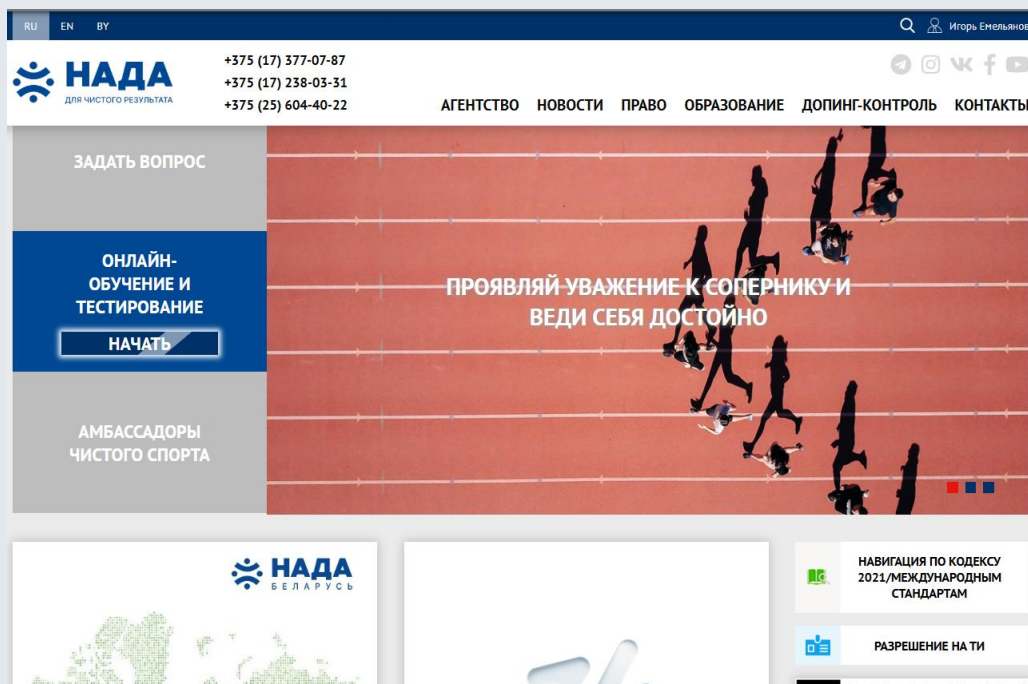 RU EN BY
Игорь Емельянов
НАДА
ДЛЯ ЧИСТОГО РЕЗУЛЬТАТА
+375 (17) 377-07-87
+375 (17) 238-03-31
+375 (25) 604-40-22
АГЕНТСТВО НОВОСТИ ПРАВО ОБРАЗОВАНИЕ ДОПИНГ-КОНТРОЛЬ КОНТАКТЫ
ЗАДАТЬ ВОПРОС
ОНЛАЙН-
ОБУЧЕНИЕ И
ТЕСТИРОВАНИЕ
НАЧАТЬ
АМБАССАДОРЫ
ЧИСТОГО СПОРТА
ПРОЯВЛЯЙ УВАЖЕНИЕ К СОПЕРНИКУ И
ВЕДИ СЕБЯ ДОСТОЙНО
НАДА
БЕЛАРУСЬ
НАВИГАЦИЯ ПО КОДЕКСУ
2021/МЕЖДУНАРОДНЫМ
СТАНДАРТАМ
РАЗРЕШЕНИЕ НА ТИ